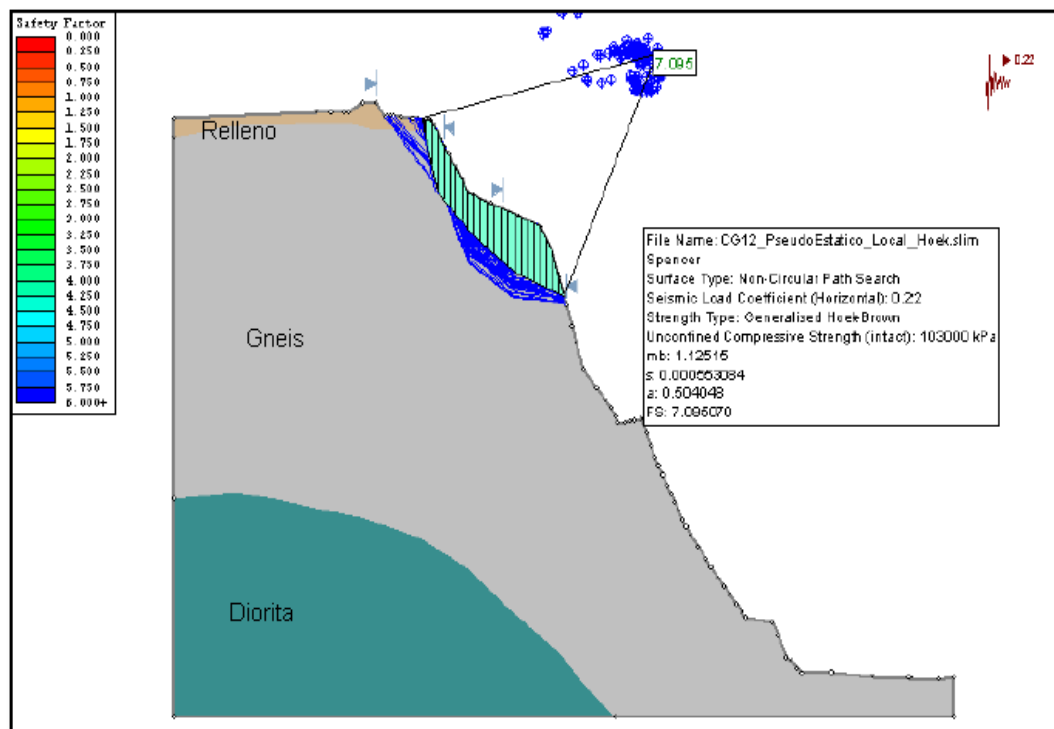 Safety Factor
0.000
0.250
0.500
0.750
1.000
1.250
1.500
1.750
2.000
2.250
2.500
2.750
3.000
3.250
3.500
3.750
4.000
4.250
4.500
4.750
5.000
5.250
5.500
5.750
6.000+
7.095
0.22
Relleno
Gneis
Diorita
File Name: CG12_PseudoEstatico_Local_Hoek.slim
Spencer
Surface Type: Non-Circular Path Search
Seismic Load Coefficient (Horizontal): 0.22
Strength Type: Generalised Hoek-Brown
Unconfined Compressive Strength (intact): 103000 kPa
mb: 1.12515
s: 0.000553084
a: 0.504048
FS: 7.095070